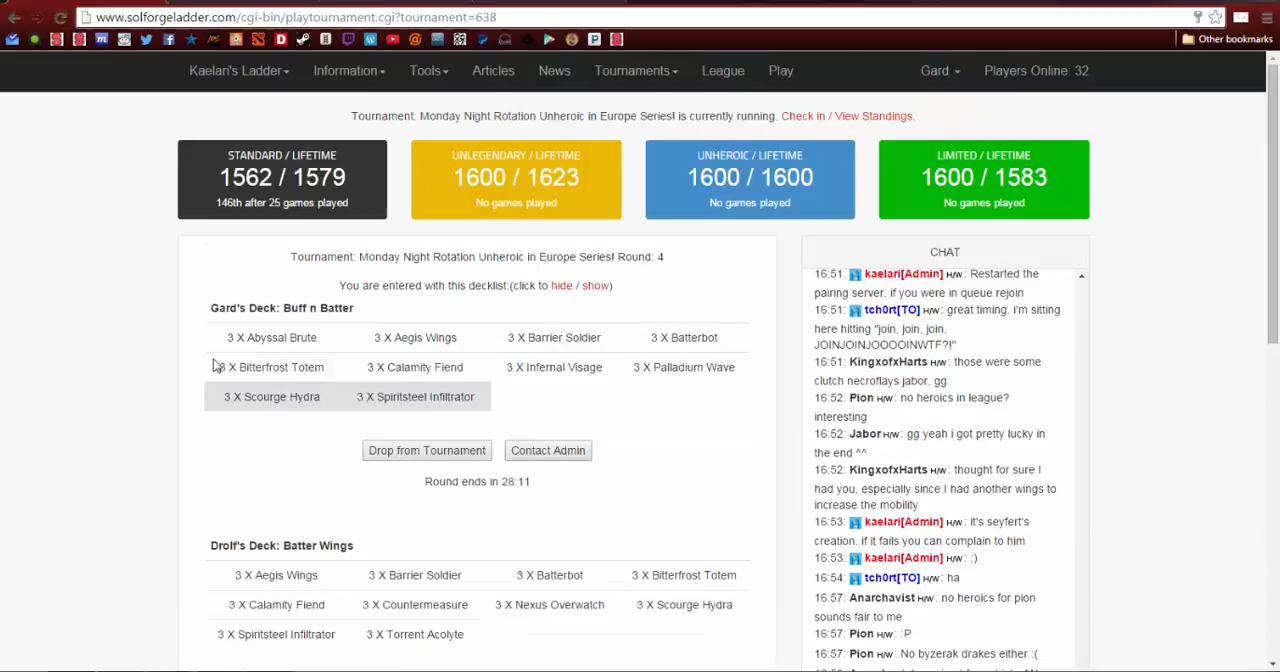 www.solforgeladder.com/cgi-bin/playtournament.cgi?tournament=638
Other bookmarks
Kaelari's Ladder Information Tools Articles News Tournaments League Play Gard Players Online: 32
Tournament: Monday Night Rotation Unheroic in Europe Series! is currently running. Check in / View Standings.
STANDARD / LIFETIME
1562 / 1579
146th after 25 games played
UNLEGENDARY / LIFETIME
1600 / 1623
No games played
UNHEROIC / LIFETIME
1600 / 1600
No games played
LIMITED / LIFETIME
1600 / 1583
No games played
Tournament: Monday Night Rotation Unheroic in Europe Series! Round: 4
You are entered with this decklist:(click to hide / show)
Gard's Deck: Buff n Batter
3 X Abyssal Brute 3 X Aegis Wings 3 X Barrier Soldier 3 X Batterbot
3 X Bitterfrost Totem 3 X Calamity Fiend 3 X Infernal Visage 3 X Palladium Wave
3 X Scourge Hydra 3 X Spiritsteel Infiltrator
Drop from Tournament Contact Admin
Round ends in 28:11
Drolf's Deck: Batter Wings
3 X Aegis Wings 3 X Barrier Soldier 3 X Batterbot 3 X Bitterfrost Totem
3 X Calamity Fiend 3 X Countermeasure 3 X Nexus Overwatch 3 X Scourge Hydra
3 X Spiritsteel Infiltrator 3 X Torrent Acolyte
CHAT
16:51: kaelari[Admin] H/W: Restarted the
pairing server. if you were in queue rejoin
16:51: tch0rt[TO] H/W: great timing. i'm sitting
here hitting "join, join, join,
JOINJOINJOOOOINWTF?!"
16:51: KingxofxHarts H/W: those were some
clutch necroflays jabor, gg
16:52: Pion H/W: no heroics in league?
interesting
16:52: Jabor H/W: gg yeah i got pretty lucky in
the end ^^
16:52: KingxofxHarts H/W: thought for sure I
had you, especially since I had another wings to
increase the mobility
16:53: kaelari[Admin] H/W: it's seyfert's
creation. if it fails you can complain to him
16:53: kaelari[Admin] H/W: :)
16:54: tch0rt[TO] H/W: ha
16:57: Anarchavist H/W: no heroics for pion
sounds fair to me
16:57: Pion H/W: :P
16:57: Pion H/W: No byzerak drakes either :(